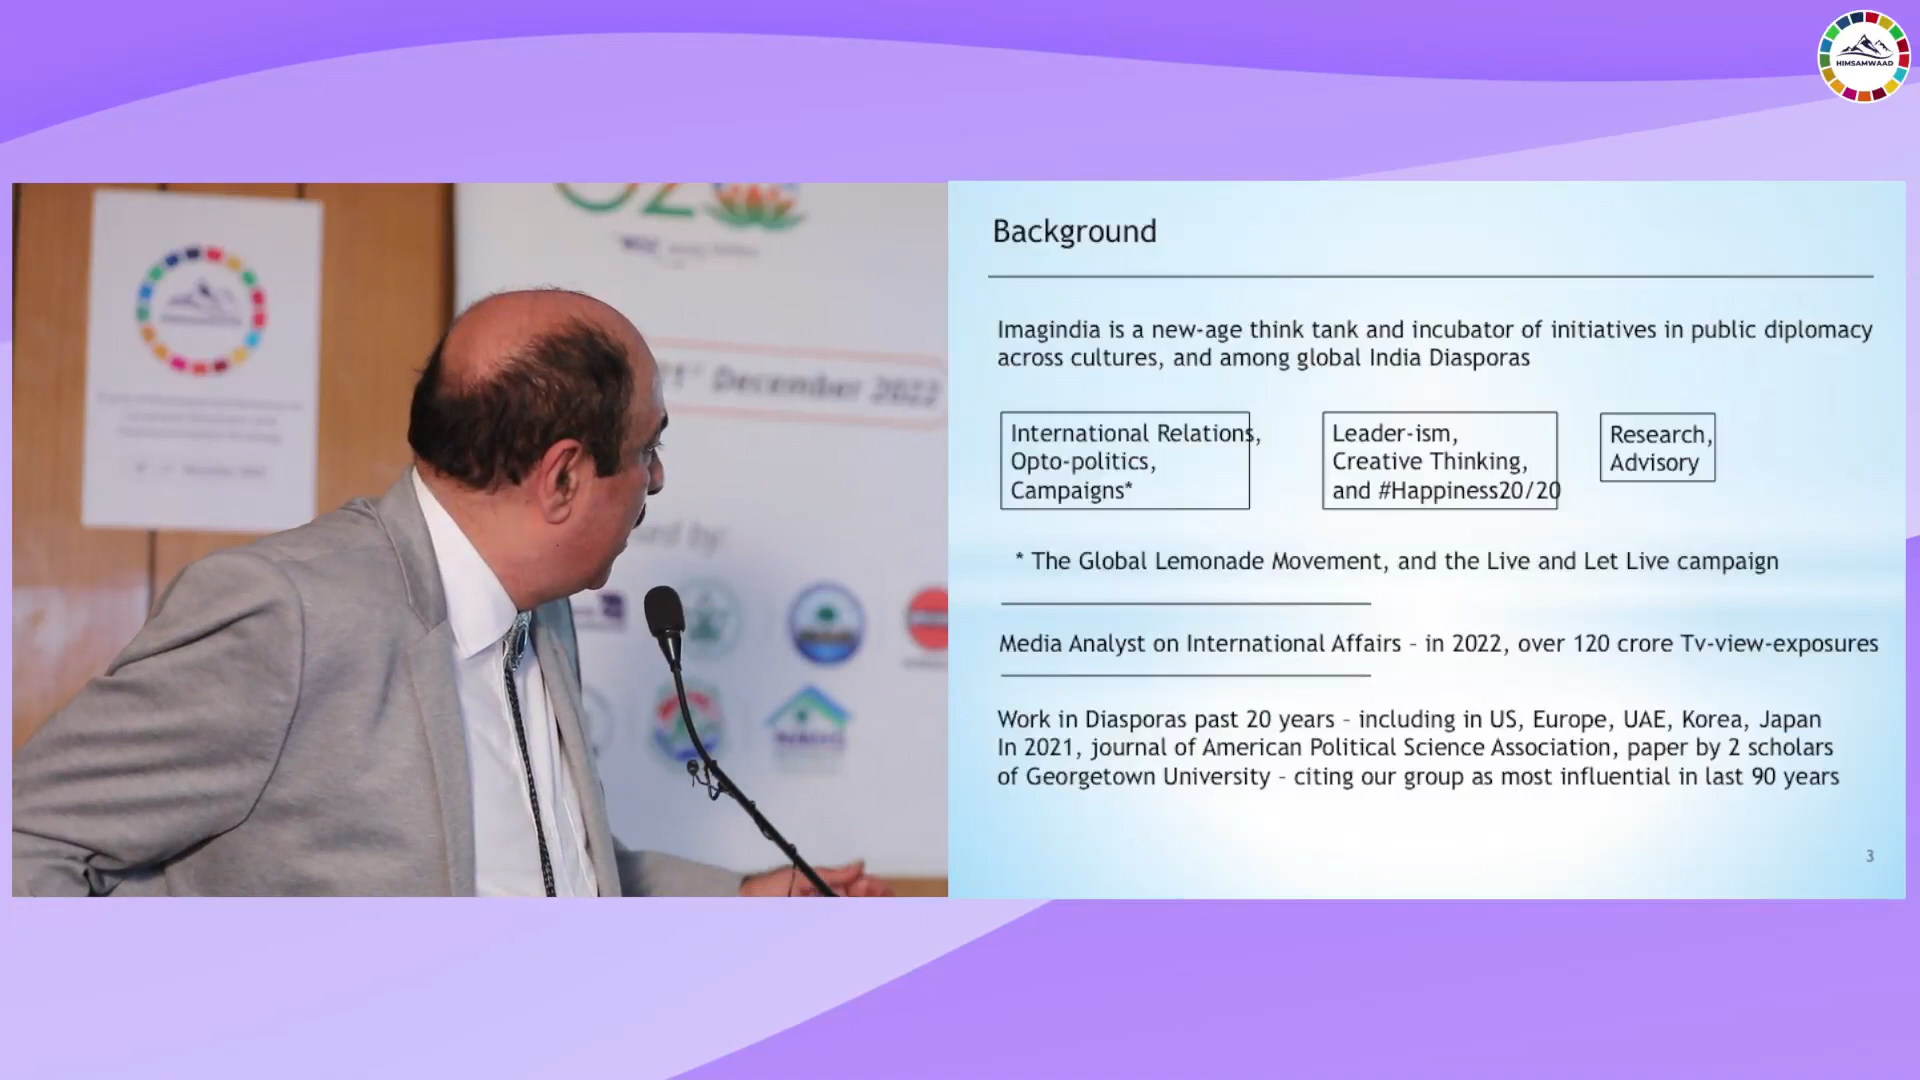 HIMSAMWAAD
December 2022
Background
Imagindia is a new-age think tank and incubator of initiatives in public diplomacy
across cultures, and among global India Diasporas
International Relations,
Opto-politics,
Campaigns*
Leader-ism,
Creative Thinking,
and #Happiness20/20
Research,
Advisory
* The Global Lemonade Movement, and the Live and Let Live campaign
Media Analyst on International Affairs - in 2022, over 120 crore Tv-view-exposures
Work in Diasporas past 20 years - including in US, Europe, UAE, Korea, Japan
In 2021, journal of American Political Science Association, paper by 2 scholars
of Georgetown University - citing our group as most influential in last 90 years
3